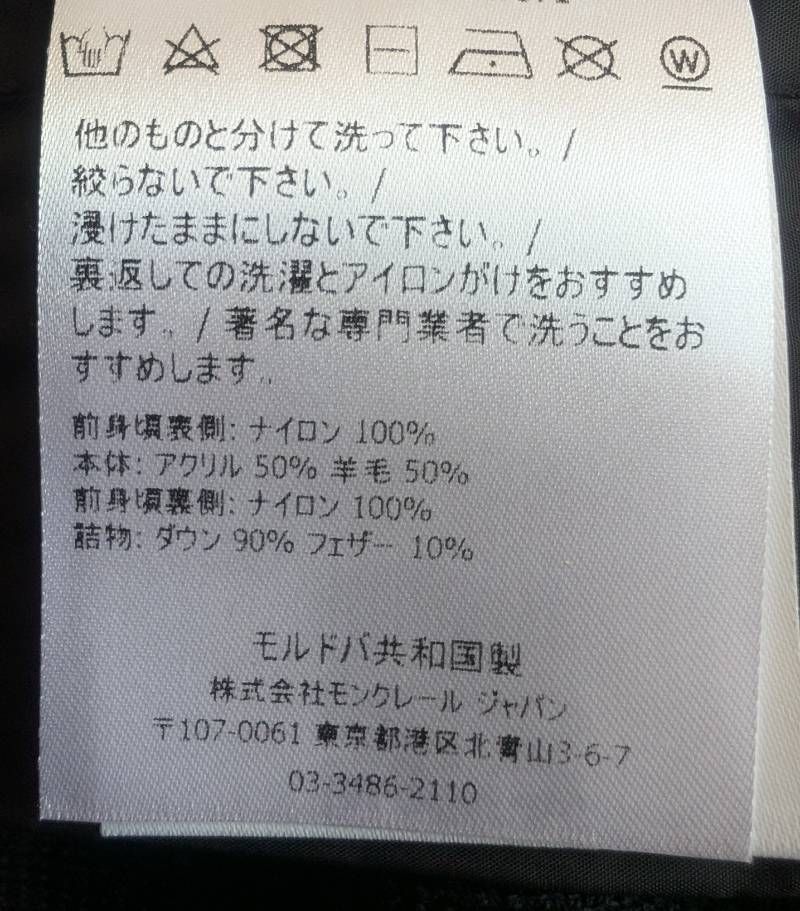 W
他のものと分けて洗って下さい。/
絞らないで下さい。/
浸けたままにしないで下さい。/
裏返しての洗濯とアイロンがけをおすすめ
します。/ 著名な専門業者で洗うことをお
すすめします。
前身頃裏側: ナイロン 100%
本体: アクリル 50% 羊毛 50%
前身頃裏側: ナイロン 100%
詰物: ダウン 90% フェザー 10%
モルドバ共和国製
株式会社モンクレール ジャパン
〒107-0061 東京都港区北青山3-6-7
03-3486-2110